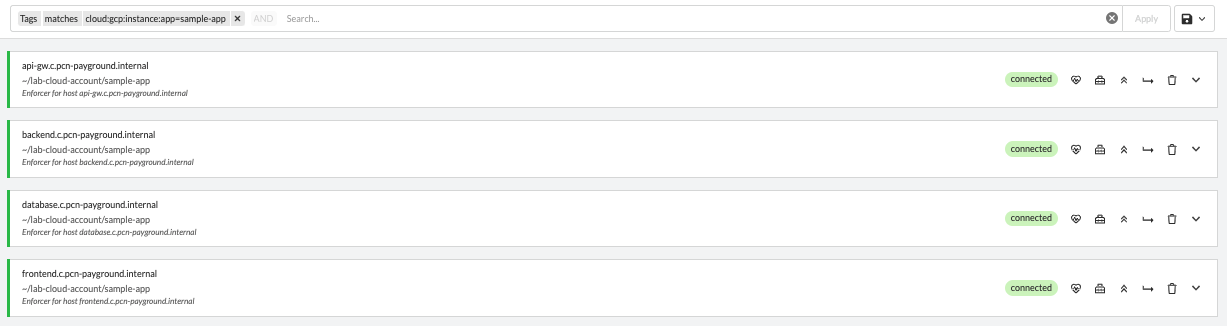 Tags matches cloud:gcp:instance:app=sample-app × AND Search... Apply
api-gw.c.pcn-payground.internal
~/lab-cloud-account/sample-app
Enforcer for host api-gw.c.pcn-payground.internal
connected
backend.c.pcn-payground.internal
~/lab-cloud-account/sample-app
Enforcer for host backend.c.pcn-payground.internal
connected
database.c.pcn-payground.internal
~/lab-cloud-account/sample-app
Enforcer for host database.c.pcn-payground.internal
connected
frontend.c.pcn-payground.internal
~/lab-cloud-account/sample-app
Enforcer for host frontend.c.pcn-payground.internal
connected